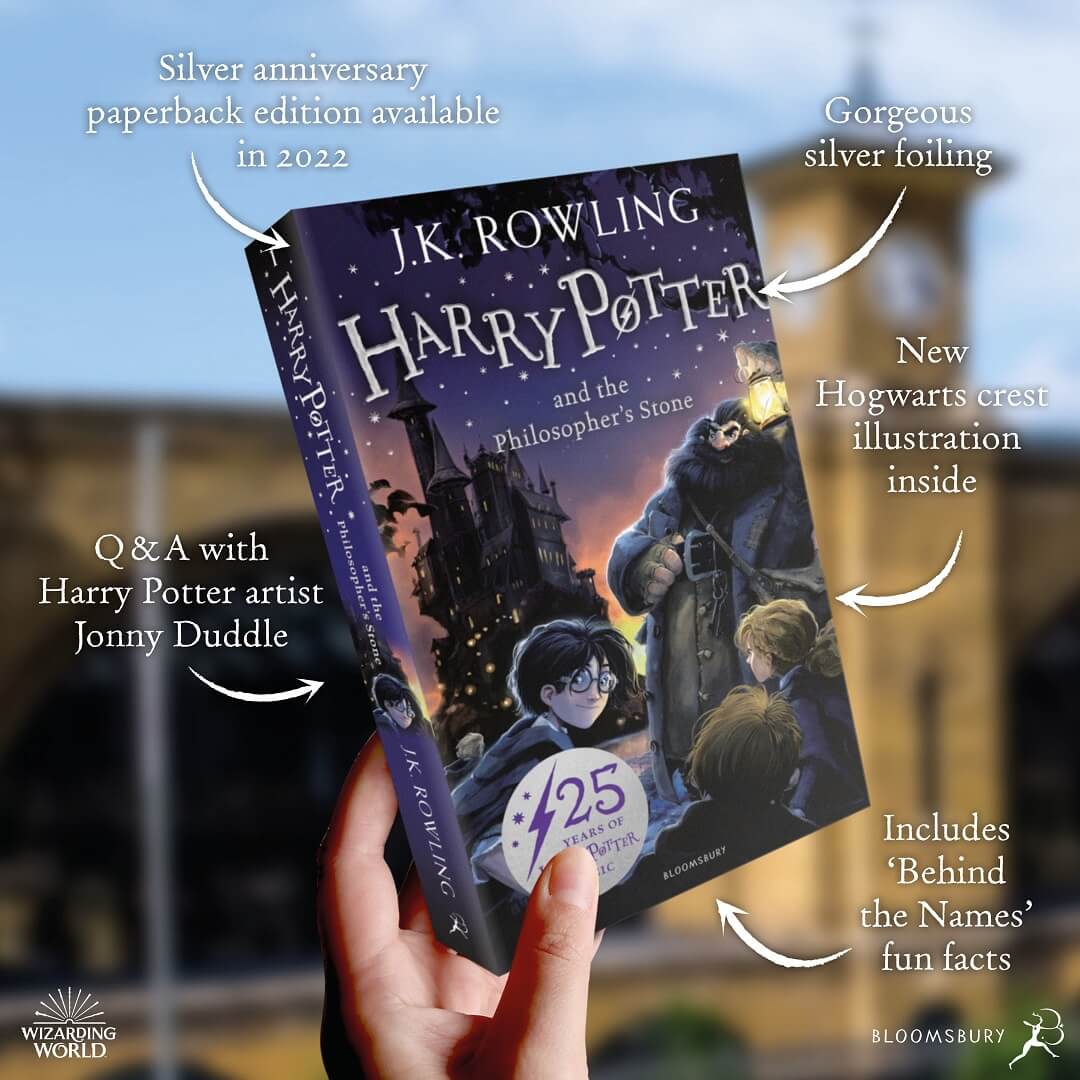 Silver anniversary
paperback edition available
in 2022
Gorgeous
silver foiling
J.K. ROWLING
HARRY POTTER
and the
Philosopher's Stone
HARRY POTTER
and the
Philosopher's Stone
J.K. ROWLING
New
Hogwarts crest
illustration
inside
Q & A with
Harry Potter artist
Jonny Duddle
25
YEARS OF
POTTER
IC
BLOOMSBURY
Includes
‘Behind
the Names’
fun facts
WIZARDING
WORLD
BLOOMSBURY